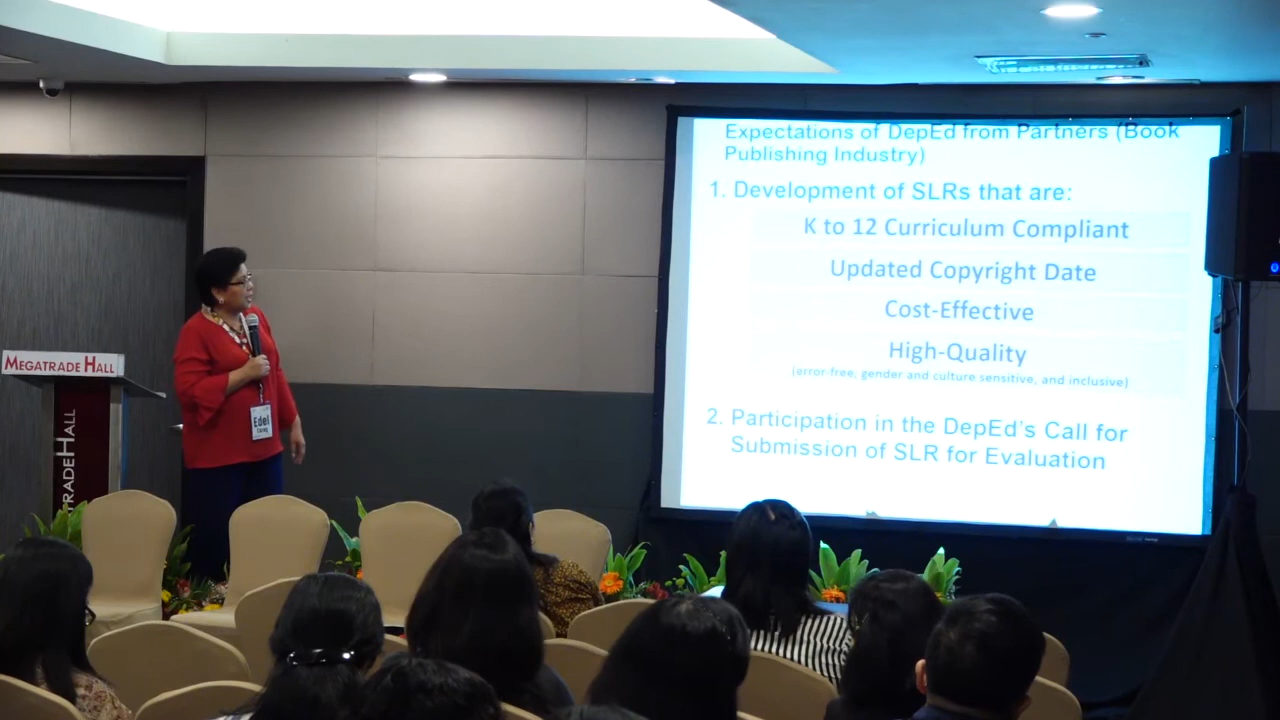 Expectations of DepEd from Partners (Book
Publishing Industry)
1. Development of SLRs that are:
K to 12 Curriculum Compliant
Updated Copyright Date
Cost-Effective
High-Quality
(error-free, gender and culture sensitive, and inclusive)
2. Participation in the DepEd's Call for
Submission of SLR for Evaluation
MEGATRADE HALL
TRADEHALL
Edel